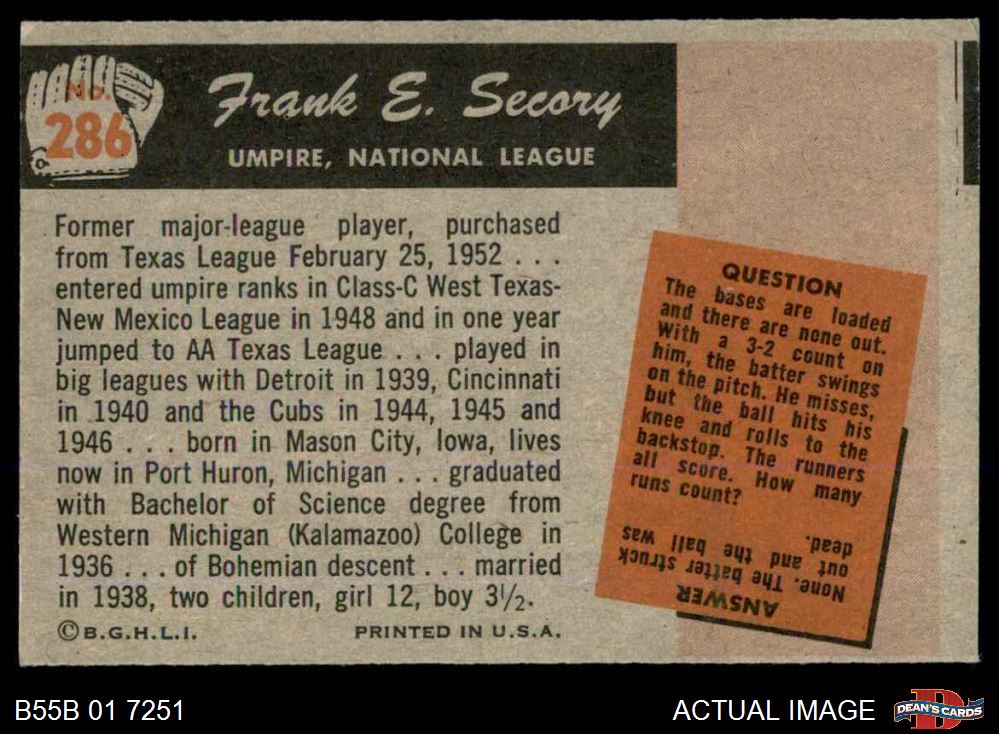 No.
286
Frank E. Secory
UMPIRE, NATIONAL LEAGUE
Former major-league player, purchased
from Texas League February 25, 1952 . . .
entered umpire ranks in Class-C West Texas-
New Mexico League in 1948 and in one year
jumped to AA Texas League . . . played in
big leagues with Detroit in 1939, Cincinnati
in 1940 and the Cubs in 1944, 1945 and
1946 . . . born in Mason City, Iowa, lives
now in Port Huron, Michigan . . . graduated
with Bachelor of Science degree from
Western Michigan (Kalamazoo) College in
1936 . . . of Bohemian descent . . . married
in 1938, two children, girl 12, boy 3½.
©B.G.H.L.I. PRINTED IN U.S.A.
QUESTION
The bases are loaded
and there are none out.
With a 3-2 count on
him, the batter swings
on the pitch. He misses,
but the ball hits his
knee and rolls to the
backstop. The runners
all score. How many
runs count?
ANSWER
None. The batter struck
out and the ball was
dead.
B55B 01 7251
ACTUAL IMAGE
D
DEAN'S CARDS